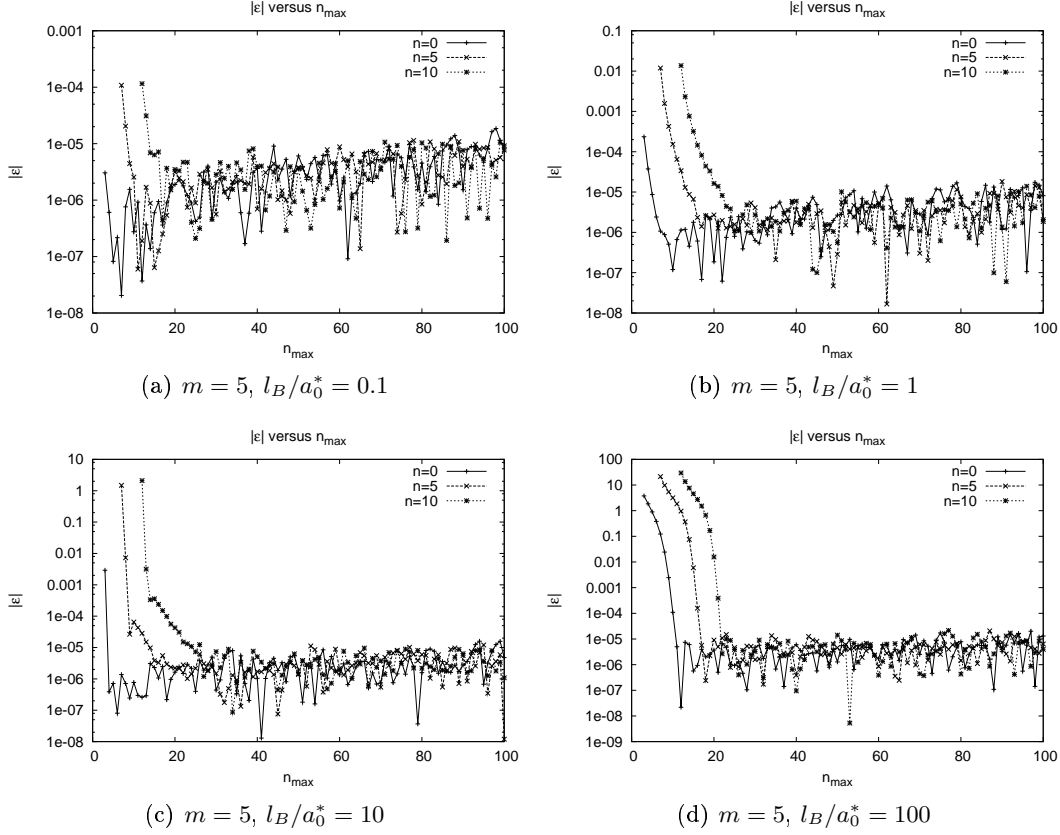 |ε| versus n_max
0.001
1e-04
1e-05
1e-06
1e-07
1e-08
|ε|
n=0
n=5
n=10
0 20 40 60 80 100
n_max
(a) m = 5, l_B/a_0^* = 0.1
|ε| versus n_max
0.1
0.01
0.001
1e-04
1e-05
1e-06
1e-07
1e-08
|ε|
n=0
n=5
n=10
0 20 40 60 80 100
n_max
(b) m = 5, l_B/a_0^* = 1
|ε| versus n_max
10
1
0.1
0.01
0.001
1e-04
1e-05
1e-06
1e-07
1e-08
|ε|
n=0
n=5
n=10
0 20 40 60 80 100
n_max
(c) m = 5, l_B/a_0^* = 10
|ε| versus n_max
100
10
1
0.1
0.01
0.001
1e-04
1e-05
1e-06
1e-07
1e-08
1e-09
|ε|
n=0
n=5
n=10
0 20 40 60 80 100
n_max
(d) m = 5, l_B/a_0^* = 100